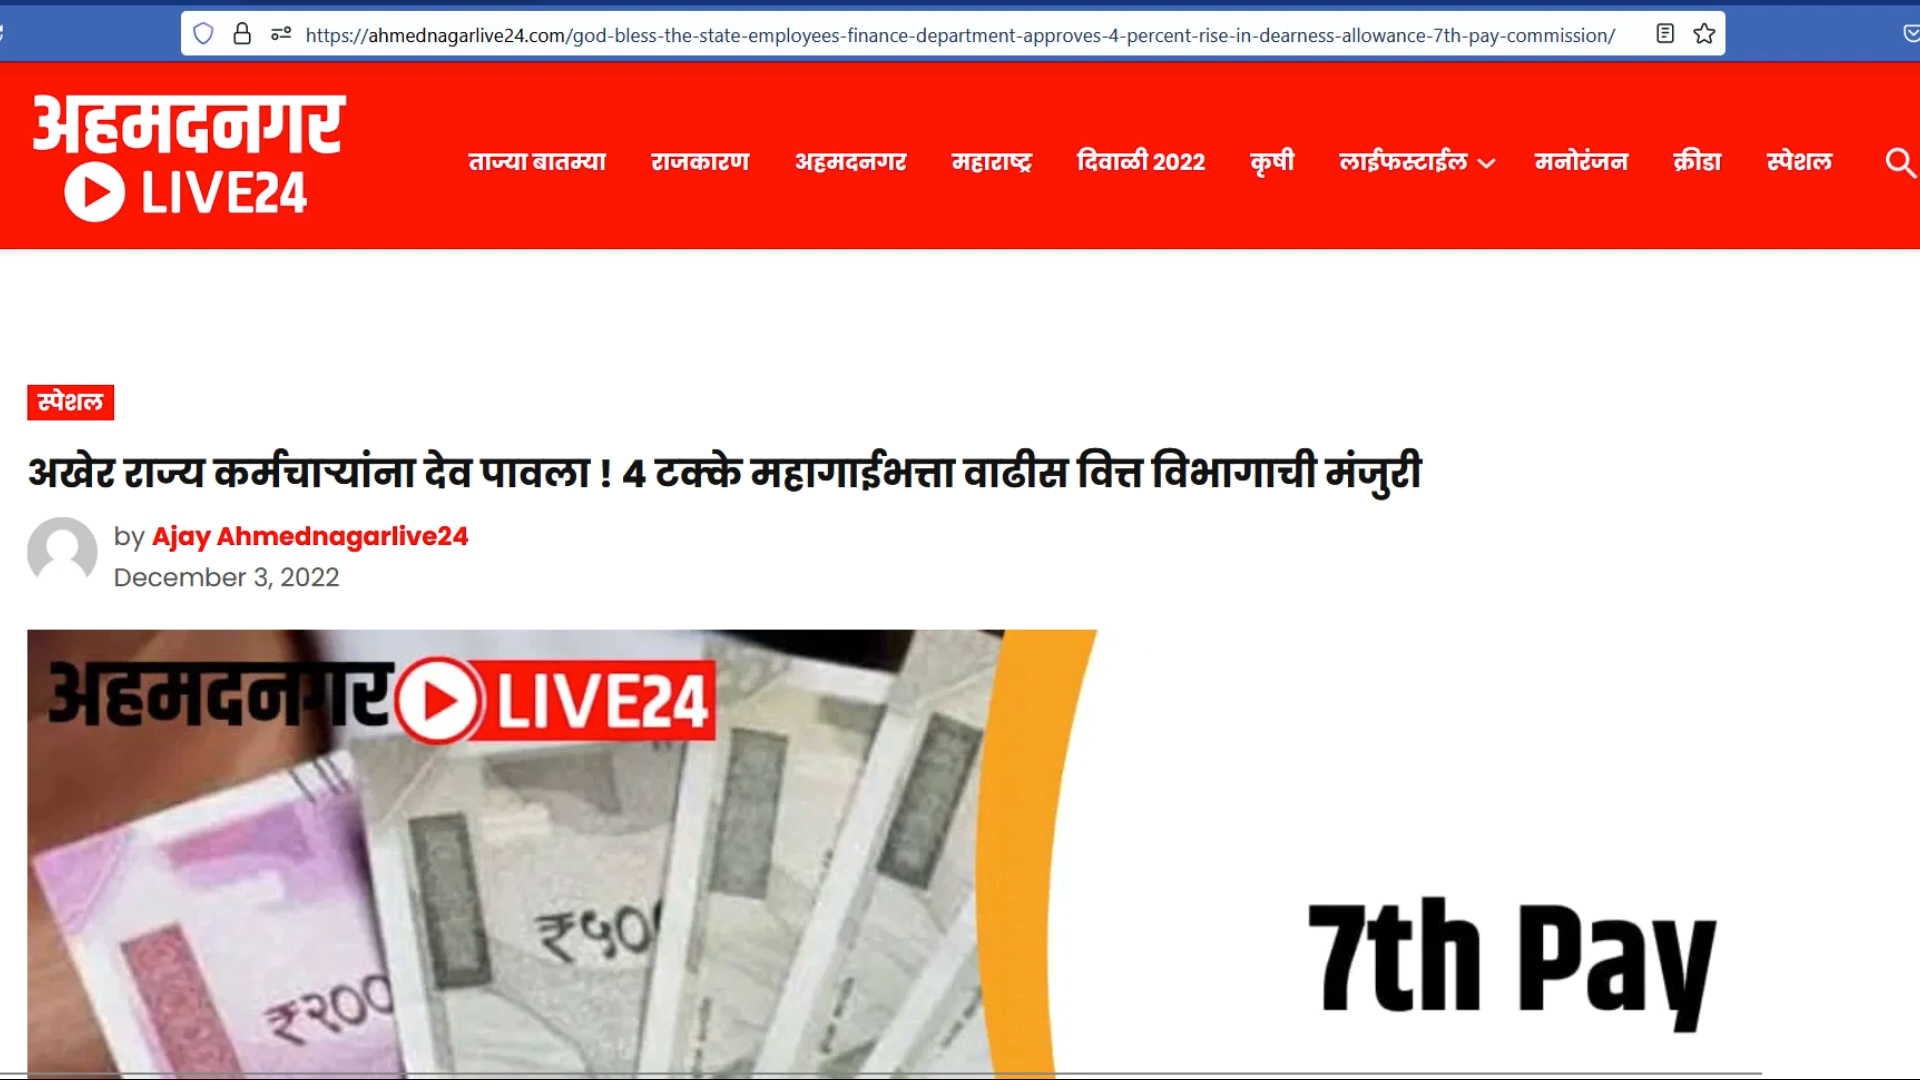 https://ahmednagarlive24.com/god-bless-the-state-employees-finance-department-approves-4-percent-rise-in-dearness-allowance-7th-pay-commission/
अहमदनगर
LIVE24
ताज्या बातम्या राजकारण अहमदनगर महाराष्ट्र दिवाळी 2022 कृषी लाईफस्टाईल मनोरंजन क्रीडा स्पेशल
स्पेशल
अखेर राज्य कर्मचाऱ्यांना देव पावला ! 4 टक्के महागाईभत्ता वाढीस वित्त विभागाची मंजुरी
by Ajay Ahmednagarlive24
December 3, 2022
अहमदनगर LIVE24
₹५०
₹२००
7th Pay